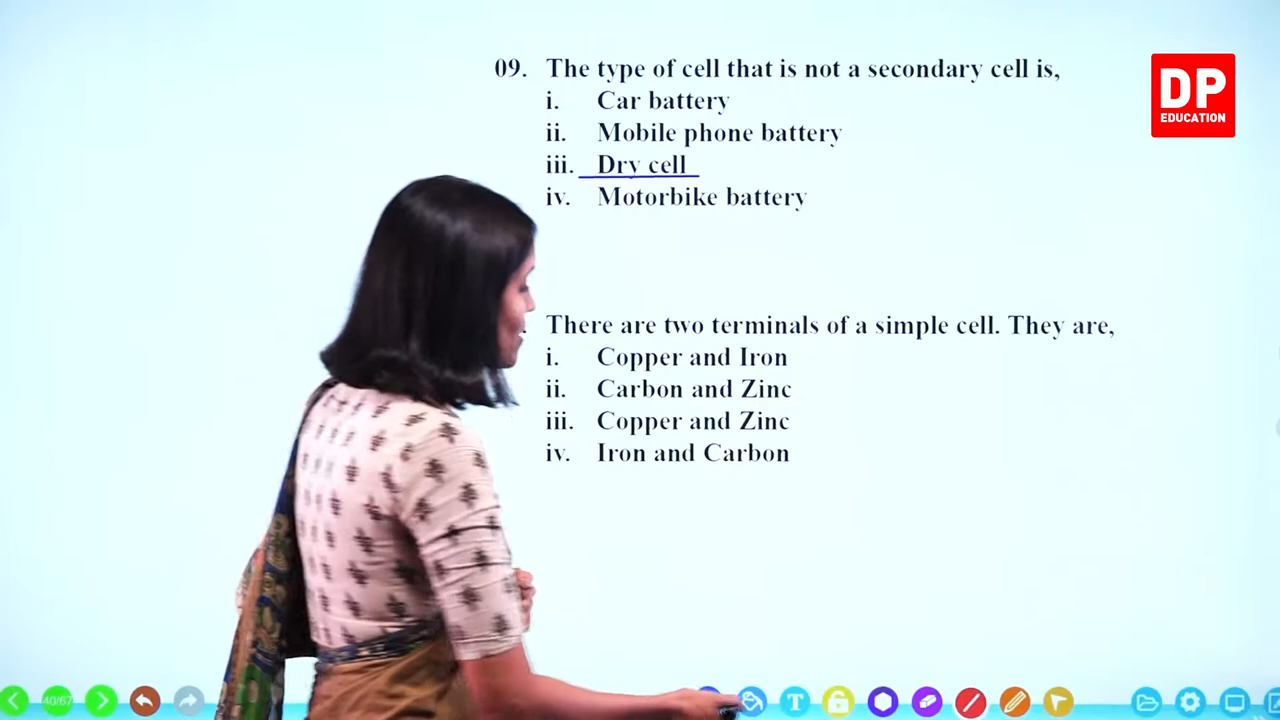 DP
EDUCATION
09. The type of cell that is not a secondary cell is,
i. Car battery
ii. Mobile phone battery
iii. Dry cell
iv. Motorbike battery
. There are two terminals of a simple cell. They are,
i. Copper and Iron
ii. Carbon and Zinc
iii. Copper and Zinc
iv. Iron and Carbon
40/67
T